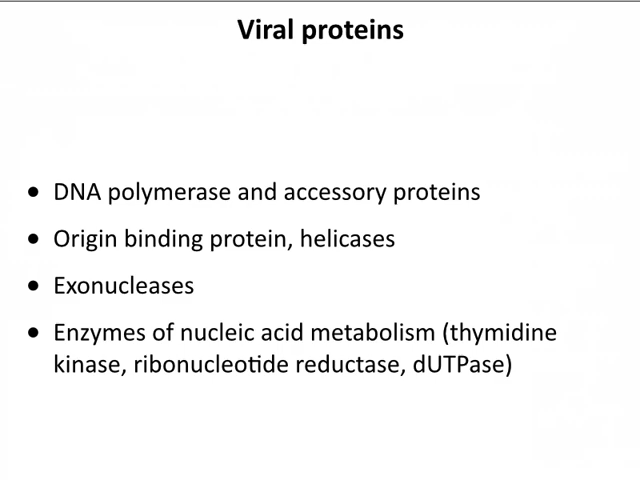 Viral proteins
• DNA polymerase and accessory proteins
• Origin binding protein, helicases
• Exonucleases
• Enzymes of nucleic acid metabolism (thymidine
kinase, ribonucleotide reductase, dUTPase)